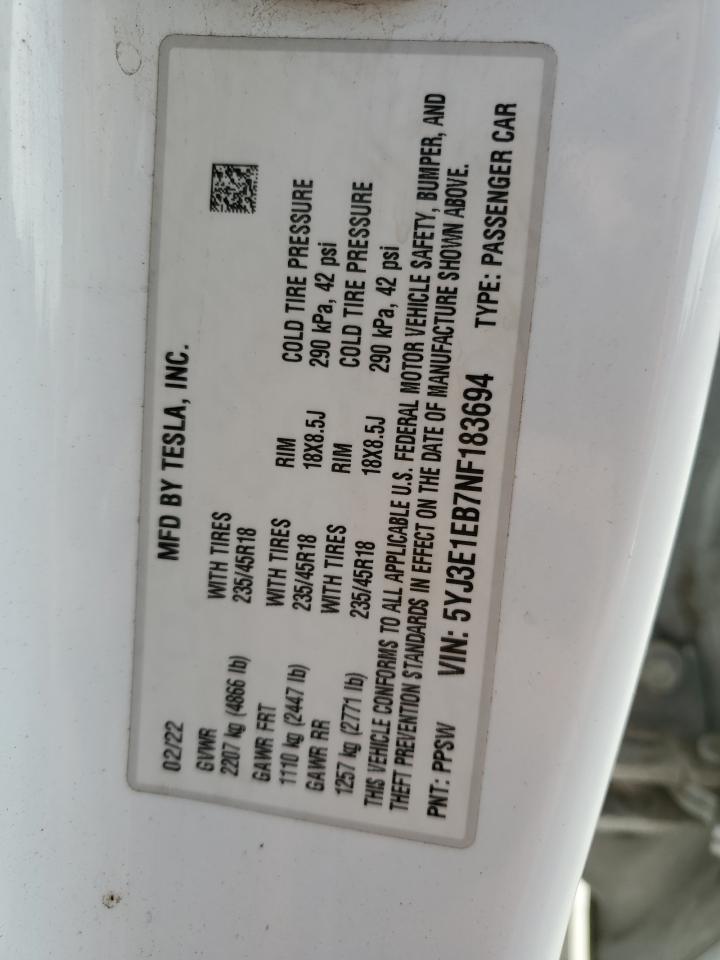 02/22 MFD BY TESLA, INC.
GVWR WITH TIRES
2207 kg (4866 lb) 235/45R18
GAWR FRT WITH TIRES RIM COLD TIRE PRESSURE
1110 kg (2447 lb) 235/45R18 18X8.5J 290 kPa, 42 psi
GAWR RR WITH TIRES RIM COLD TIRE PRESSURE
1257 kg (2771 lb) 235/45R18 18X8.5J 290 kPa, 42 psi
THIS VEHICLE CONFORMS TO ALL APPLICABLE U.S. FEDERAL MOTOR VEHICLE SAFETY, BUMPER, AND
THEFT PREVENTION STANDARDS IN EFFECT ON THE DATE OF MANUFACTURE SHOWN ABOVE.
PNT: PPSW VIN: 5YJ3E1EB7NF183694 TYPE: PASSENGER CAR